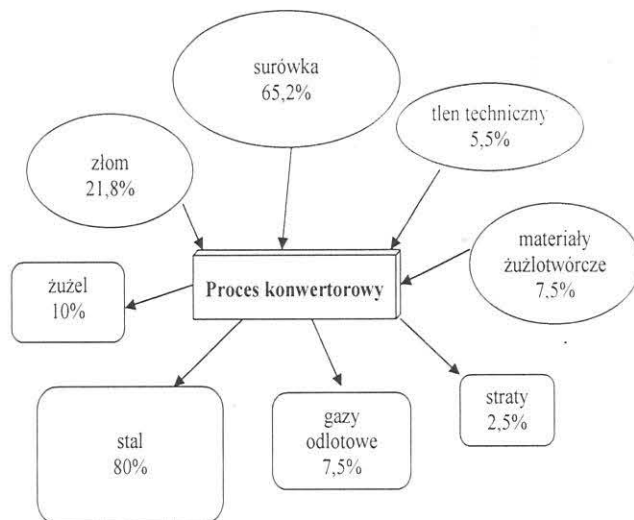 surówka
65,2%
tlen techniczny
5,5%
złom
21,8%
materiały
żużlotwórcze
7,5%
Proces konwertorowy
żużel
10%
stal
80%
gazy
odlotowe
7,5%
straty
2,5%